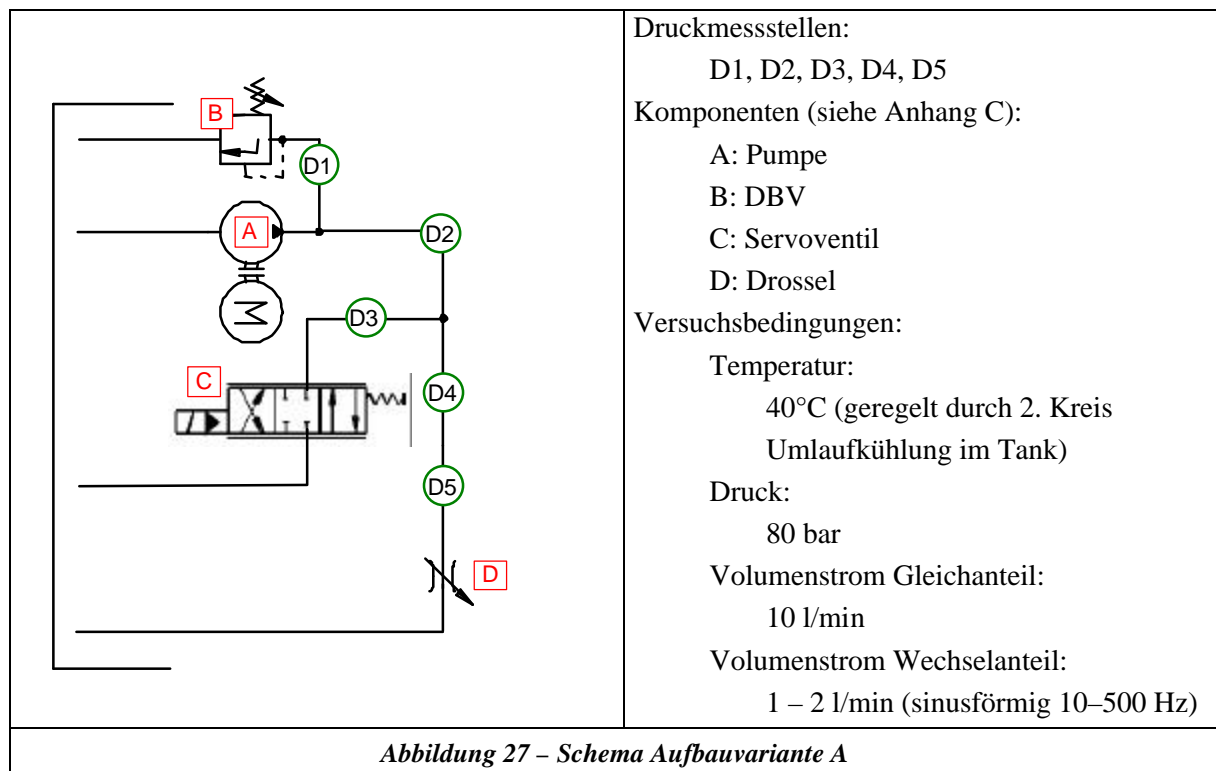 B
D1
A
D2
M
D3
C
D4
D5
D
Druckmessstellen:
D1, D2, D3, D4, D5
Komponenten (siehe Anhang C):
A: Pumpe
B: DBV
C: Servoventil
D: Drossel
Versuchsbedingungen:
Temperatur:
40°C (geregelt durch 2. Kreis
Umlaufkühlung im Tank)
Druck:
80 bar
Volumenstrom Gleichanteil:
10 l/min
Volumenstrom Wechselanteil:
1 – 2 l/min (sinusförmig 10–500 Hz)
Abbildung 27 – Schema Aufbauvariante A